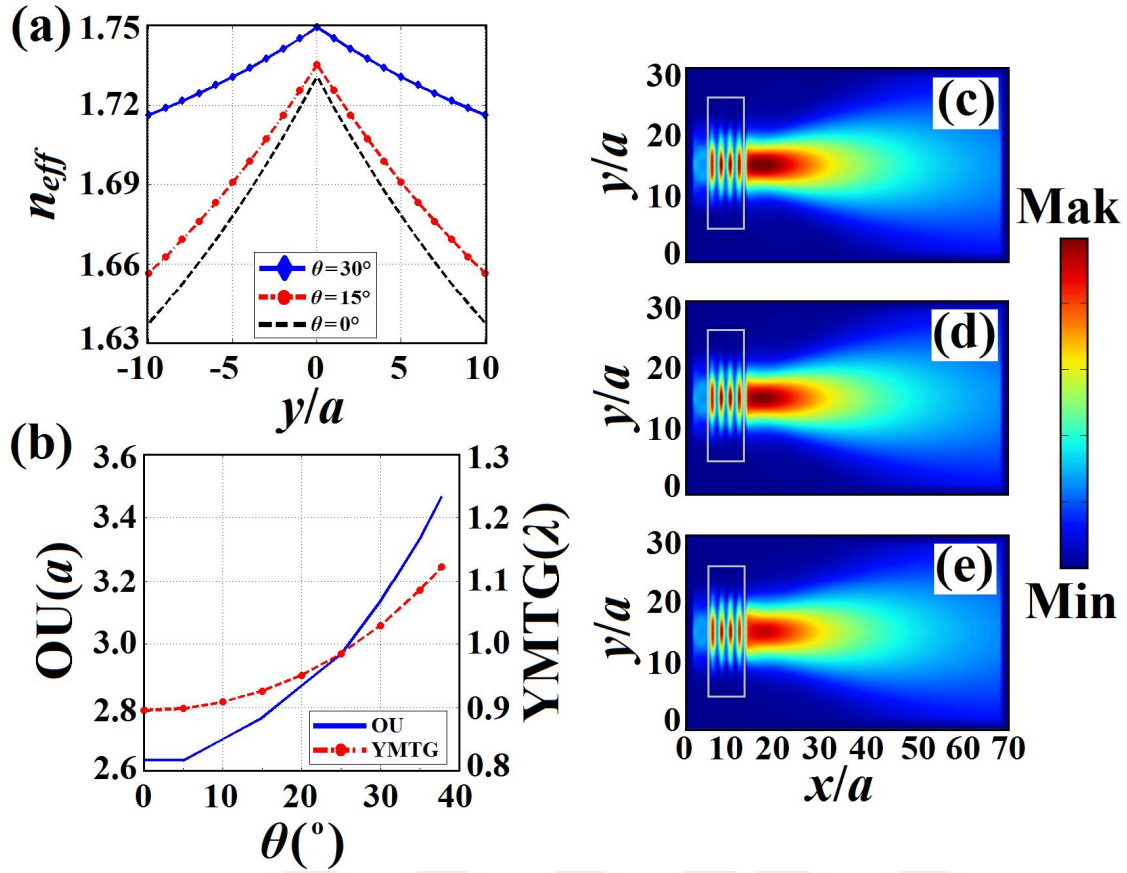 (a)
1.75
1.72
1.69
1.66
1.63
n_eff
-10 -5 0 5 10
y/a
θ=30°
θ=15°
θ=0°
(b)
3.6
3.4
3.2
3.0
2.8
2.6
OU(a)
1.3
1.2
1.1
1.0
0.9
0.8
YMTG(λ)
OU
YMTG
0 10 20 30 40
θ(°)
(c)
30
20
10
0
y/a
(d)
30
20
10
0
y/a
(e)
30
20
10
0
y/a
0 10 20 30 40 50 60 70
x/a
Mak
Min